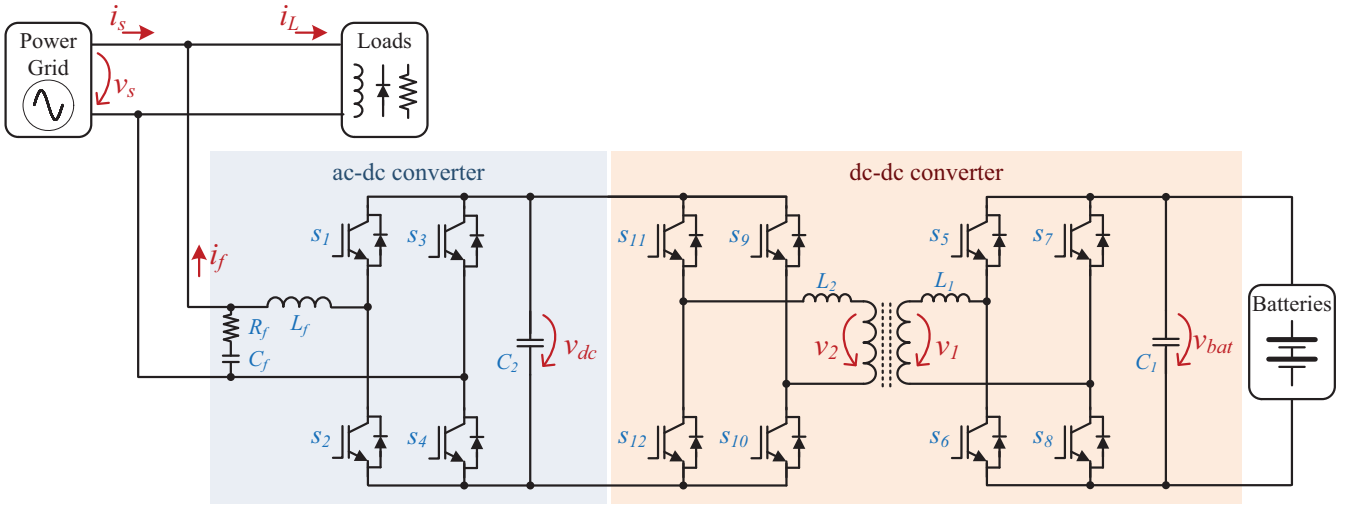 i_s
i_L
Power
Grid
Loads
v_s
ac-dc converter
dc-dc converter
s_1
s_3
s_11
s_9
s_5
s_7
i_f
L_2
L_1
Batteries
R_f
L_f
C_f
C_2
v_dc
v_2
v_1
C_1
v_bat
s_2
s_4
s_12
s_10
s_6
s_8